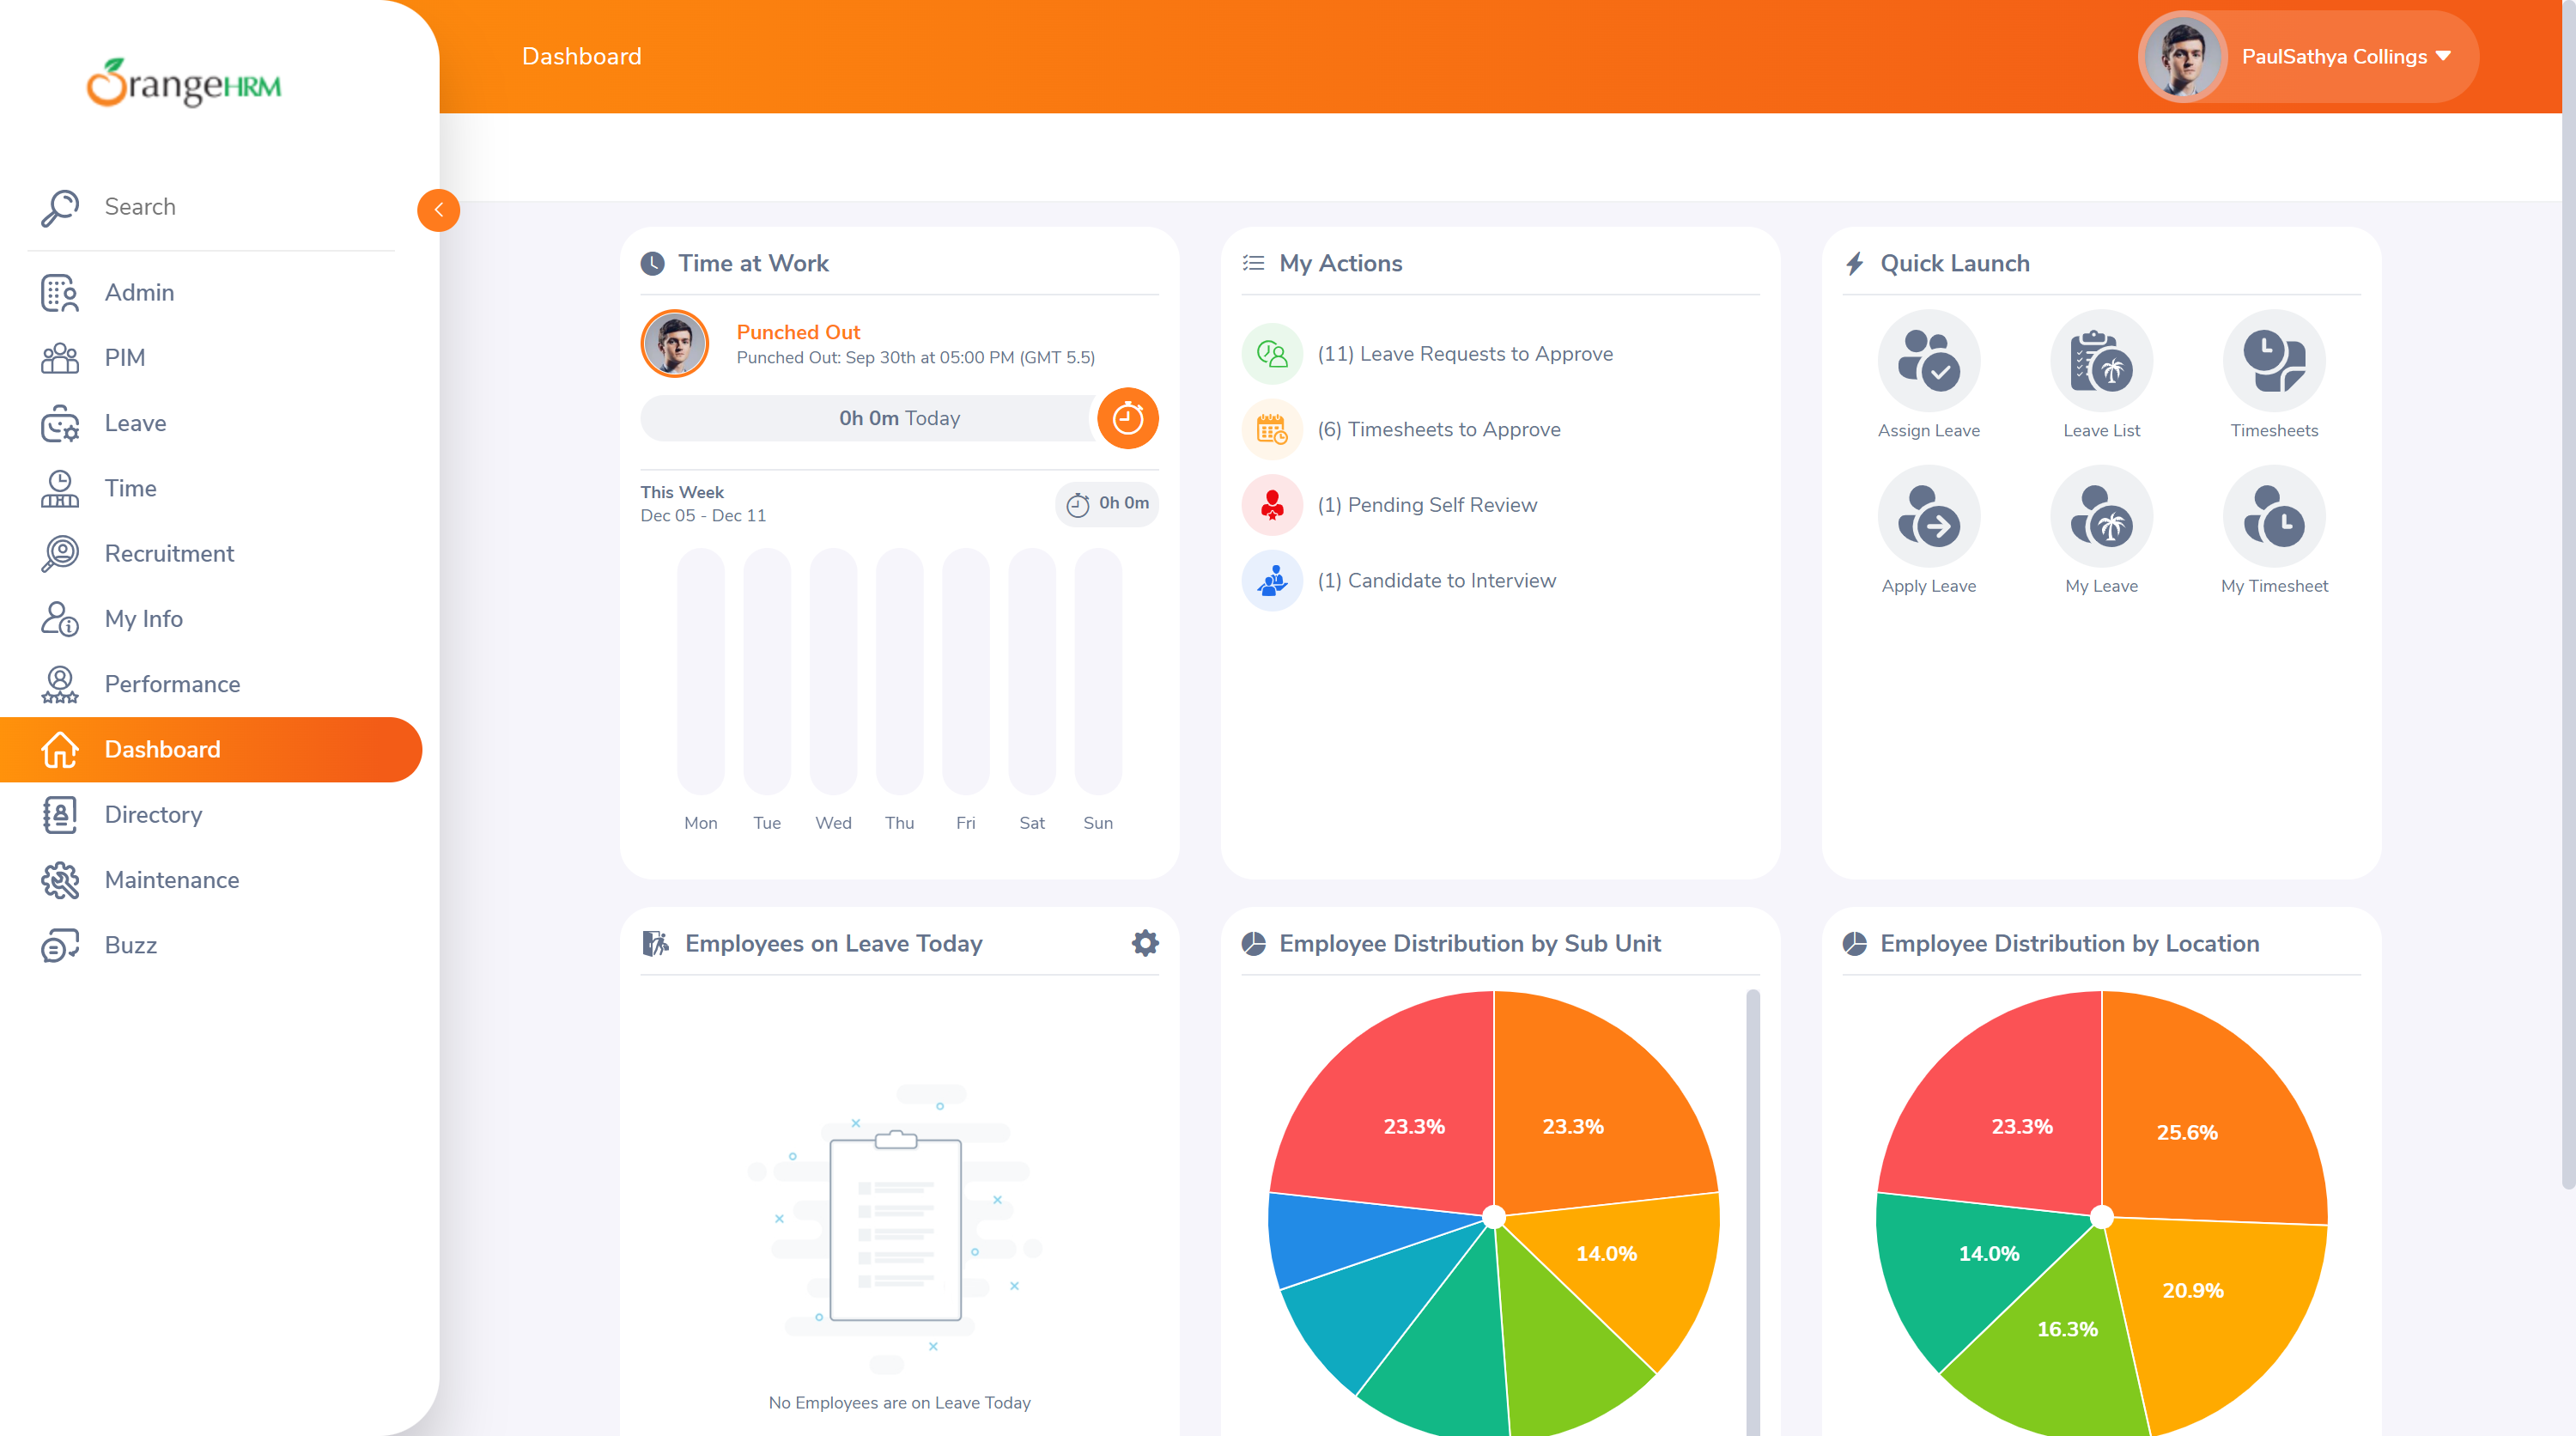 OrangeHRM
Search
Admin
PIM
Leave
Time
Recruitment
My Info
Performance
Dashboard
Directory
Maintenance
Buzz
Dashboard
PaulSathya Collings
Time at Work
Punched Out
Punched Out: Sep 30th at 05:00 PM (GMT 5.5)
0h 0m Today
This Week
Dec 05 - Dec 11
0h 0m
Mon Tue Wed Thu Fri Sat Sun
My Actions
(11) Leave Requests to Approve
(6) Timesheets to Approve
(1) Pending Self Review
(1) Candidate to Interview
Quick Launch
Assign Leave Leave List Timesheets
Apply Leave My Leave My Timesheet
Employees on Leave Today
No Employees are on Leave Today
Employee Distribution by Sub Unit
23.3% 23.3%
14.0%
Employee Distribution by Location
23.3% 25.6%
14.0% 20.9%
16.3%